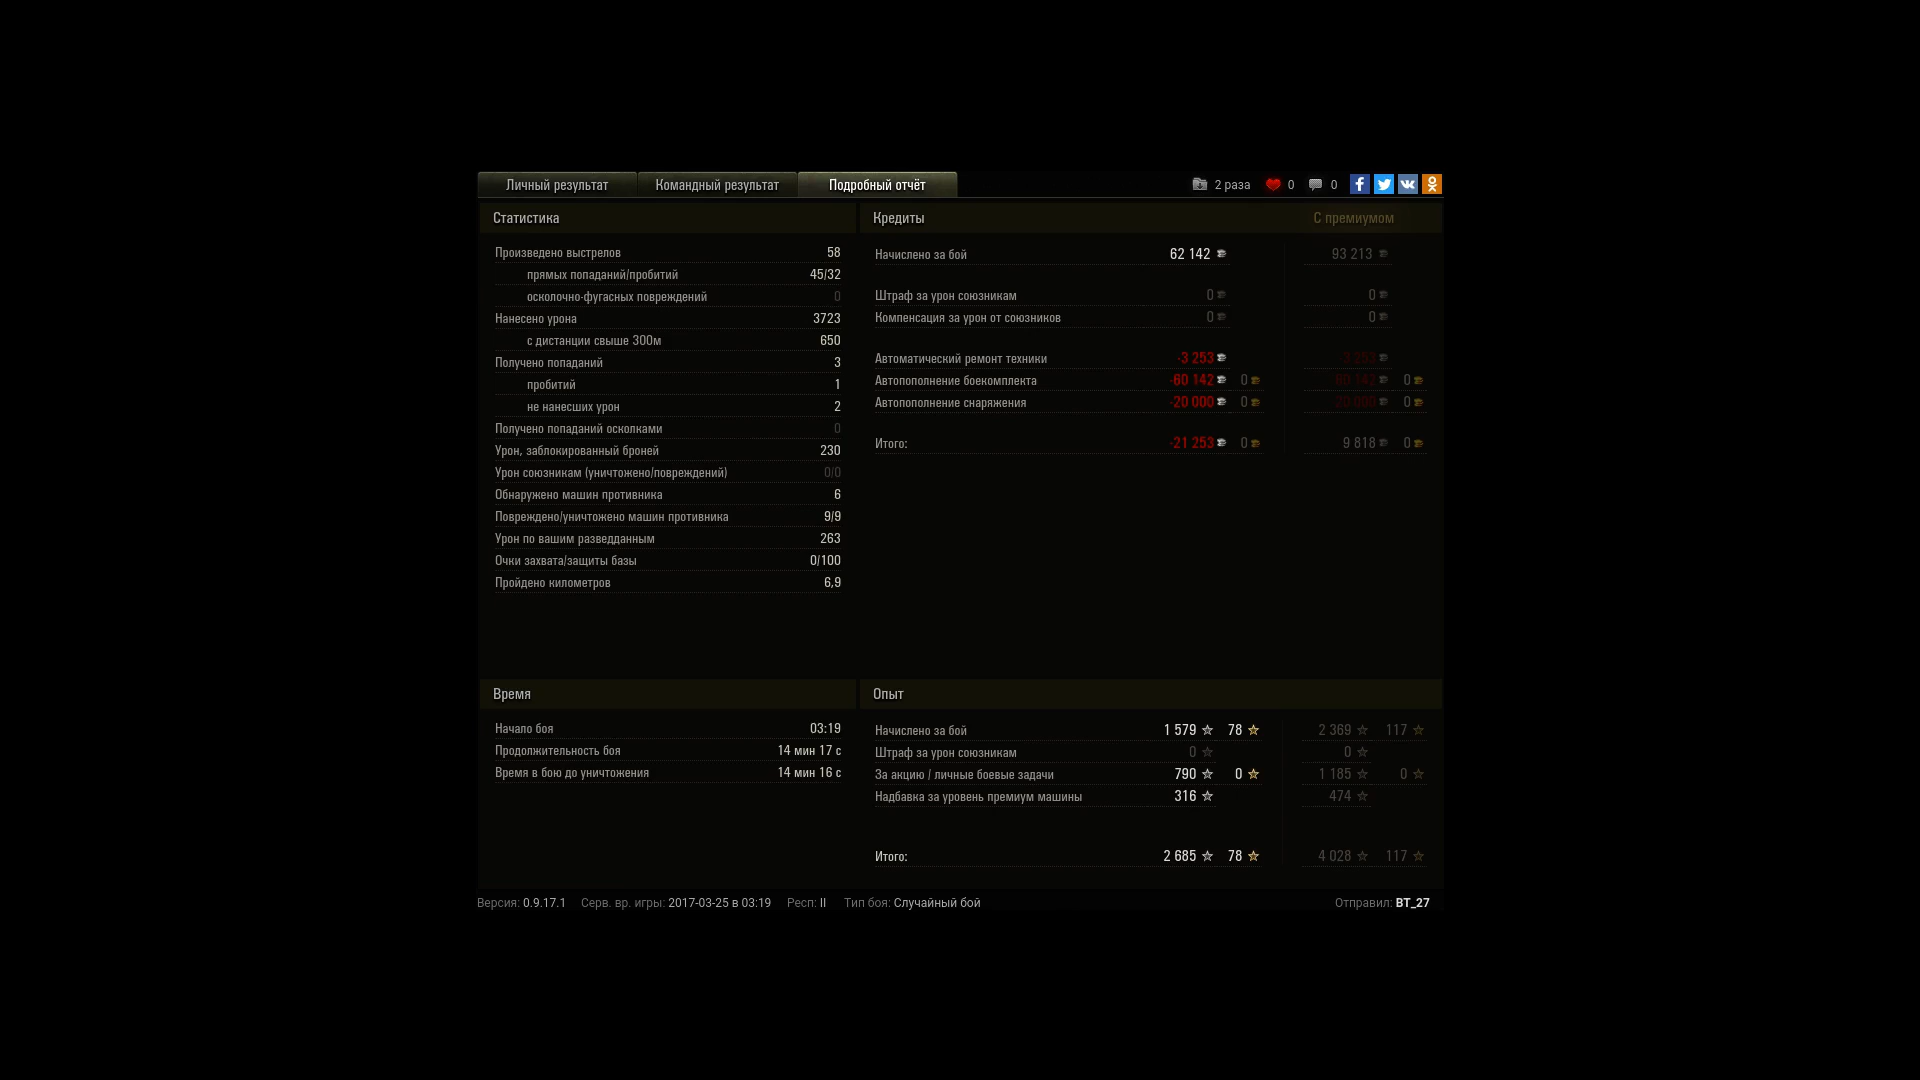 Личный результат Командный результат Подробный отчёт 2 раза 0 0
Статистика
Произведено выстрелов 58
прямых попаданий/пробитий 45/32
осколочно-фугасных повреждений 0
Нанесено урона 3723
с дистанции свыше 300м 650
Получено попаданий 3
пробитий 1
не нанесших урон 2
Получено попаданий осколками 0
Урон, заблокированный броней 230
Урон союзникам (уничтожено/повреждений) 0/0
Обнаружено машин противника 6
Повреждено/уничтожено машин противника 9/9
Урон по вашим разведданным 263
Очки захвата/защиты базы 0/100
Пройдено километров 6,9
Кредиты С премиумом
Начислено за бой 62 142 93 213
Штраф за урон союзникам 0 0
Компенсация за урон от союзников 0 0
Автоматический ремонт техники -3 253 -3 253
Автопополнение боекомплекта -60 142 0 -60 142 0
Автопополнение снаряжения -20 000 0 -20 000 0
Итого: -21 253 0 9 818 0
Время
Начало боя 03:19
Продолжительность боя 14 мин 17 с
Время в бою до уничтожения 14 мин 16 с
Опыт
Начислено за бой 1 579 78 2 369 117
Штраф за урон союзникам 0 0
За акцию / личные боевые задачи 790 0 1 185 0
Надбавка за уровень премиум машины 316 474
Итого: 2 685 78 4 028 117
Версия: 0.9.17.1 Серв. вр. игры: 2017-03-25 в 03:19 Респ: II Тип боя: Случайный бой Отправил: BT_27